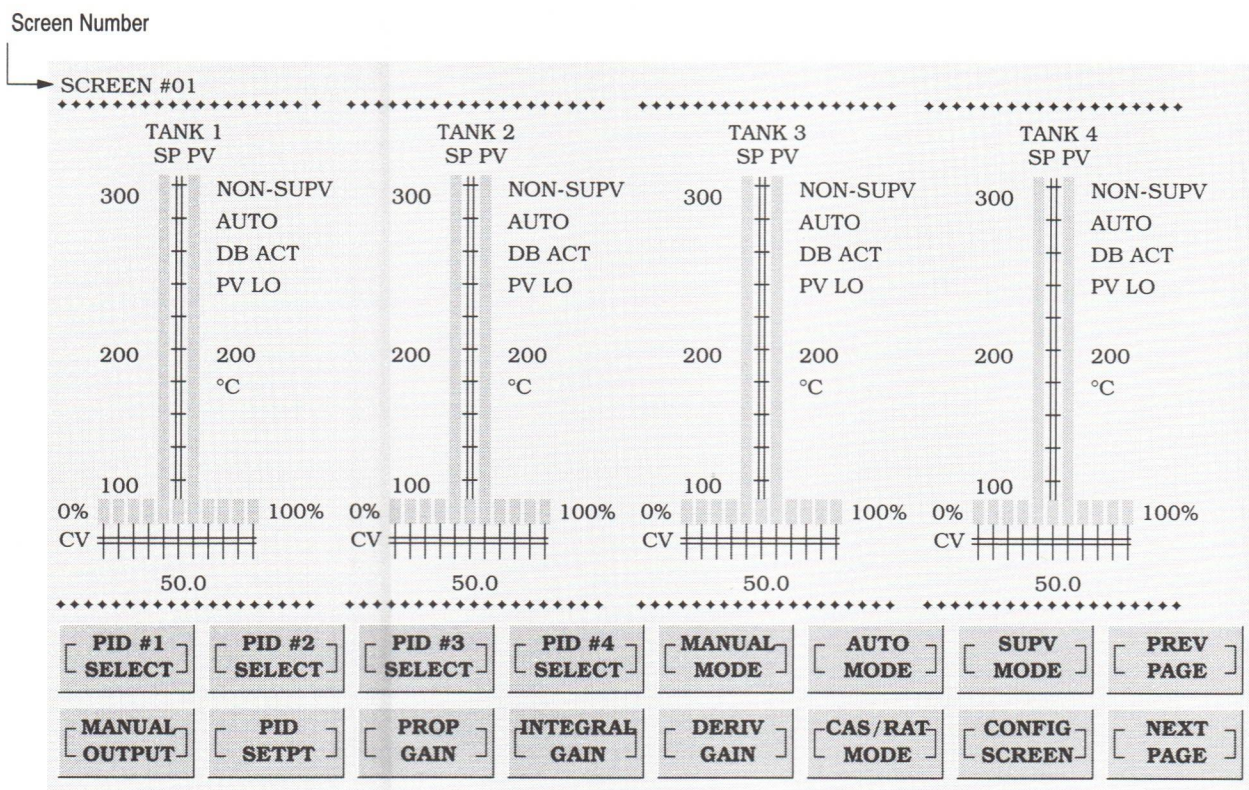 Screen Number
SCREEN #01
TANK 1 TANK 2 TANK 3 TANK 4
SP PV SP PV SP PV SP PV
300 NON-SUPV 300 NON-SUPV 300 NON-SUPV 300 NON-SUPV
AUTO AUTO AUTO AUTO
DB ACT DB ACT DB ACT DB ACT
PV LO PV LO PV LO PV LO
200 200 200 200 200 200 200 200
°C °C °C °C
100 100 100 100
0% 100% 0% 100% 0% 100% 0% 100%
CV CV CV CV
50.0 50.0 50.0 50.0
PID #1 PID #2 PID #3 PID #4 MANUAL AUTO SUPV PREV
SELECT SELECT SELECT SELECT MODE MODE MODE PAGE
MANUAL PID PROP INTEGRAL DERIV CAS/RAT CONFIG NEXT
OUTPUT SETPT GAIN GAIN GAIN MODE SCREEN PAGE